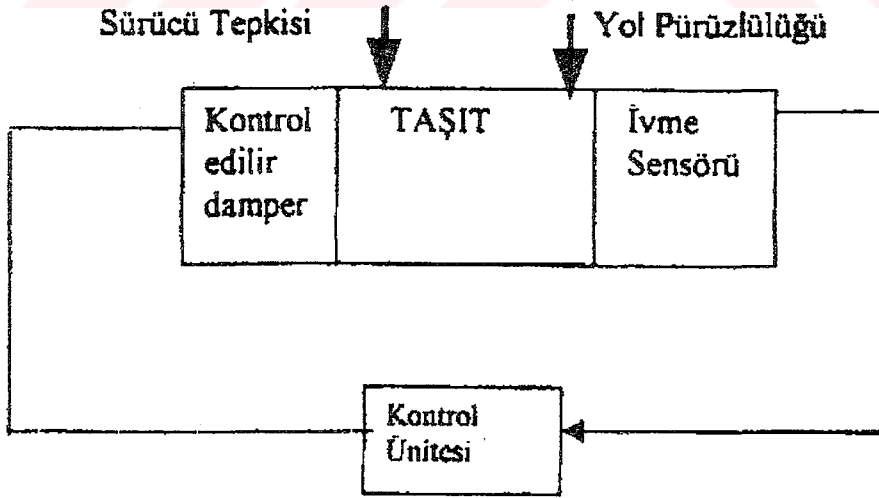 Sürücü Tepkisi
Yol Pürüzlülüğü
Kontrol
edilir
damper
TAŞIT
İvme
Sensörü
Kontrol
Ünitesi